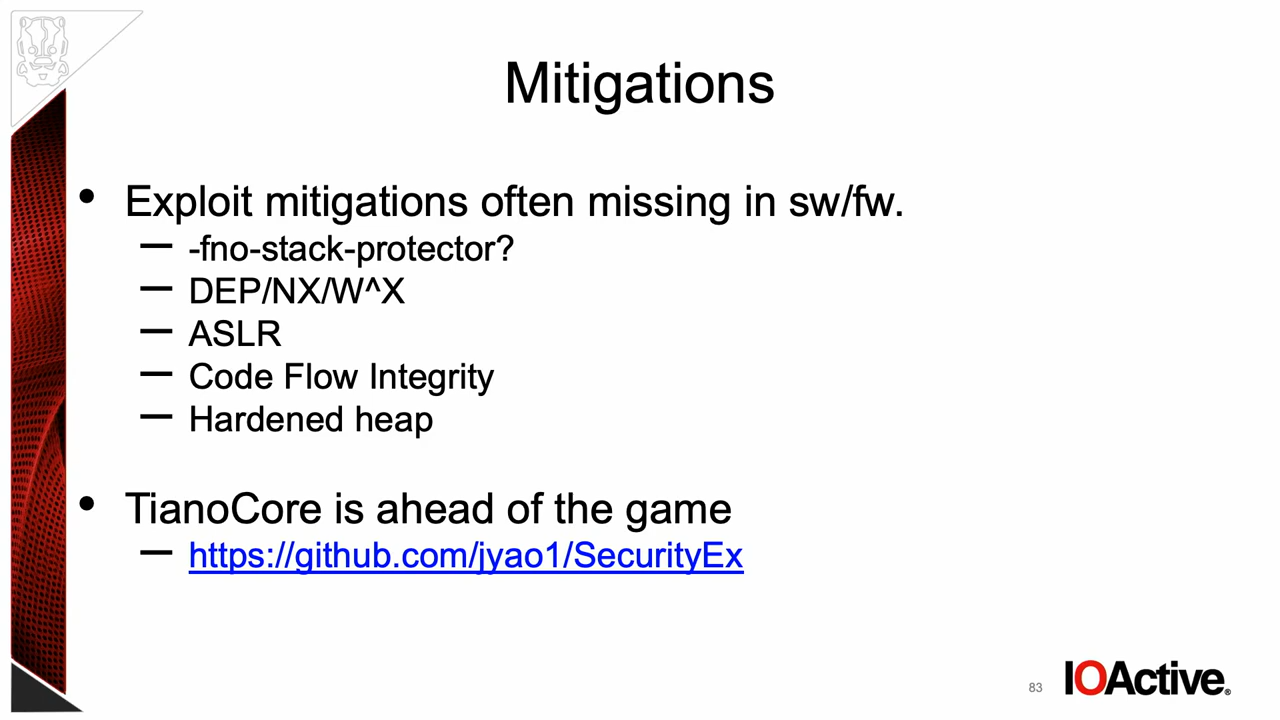 Mitigations
• Exploit mitigations often missing in sw/fw.
— -fno-stack-protector?
— DEP/NX/W^X
— ASLR
— Code Flow Integrity
— Hardened heap
• TianoCore is ahead of the game
— https://github.com/jyao1/SecurityEx
83
IOActive®